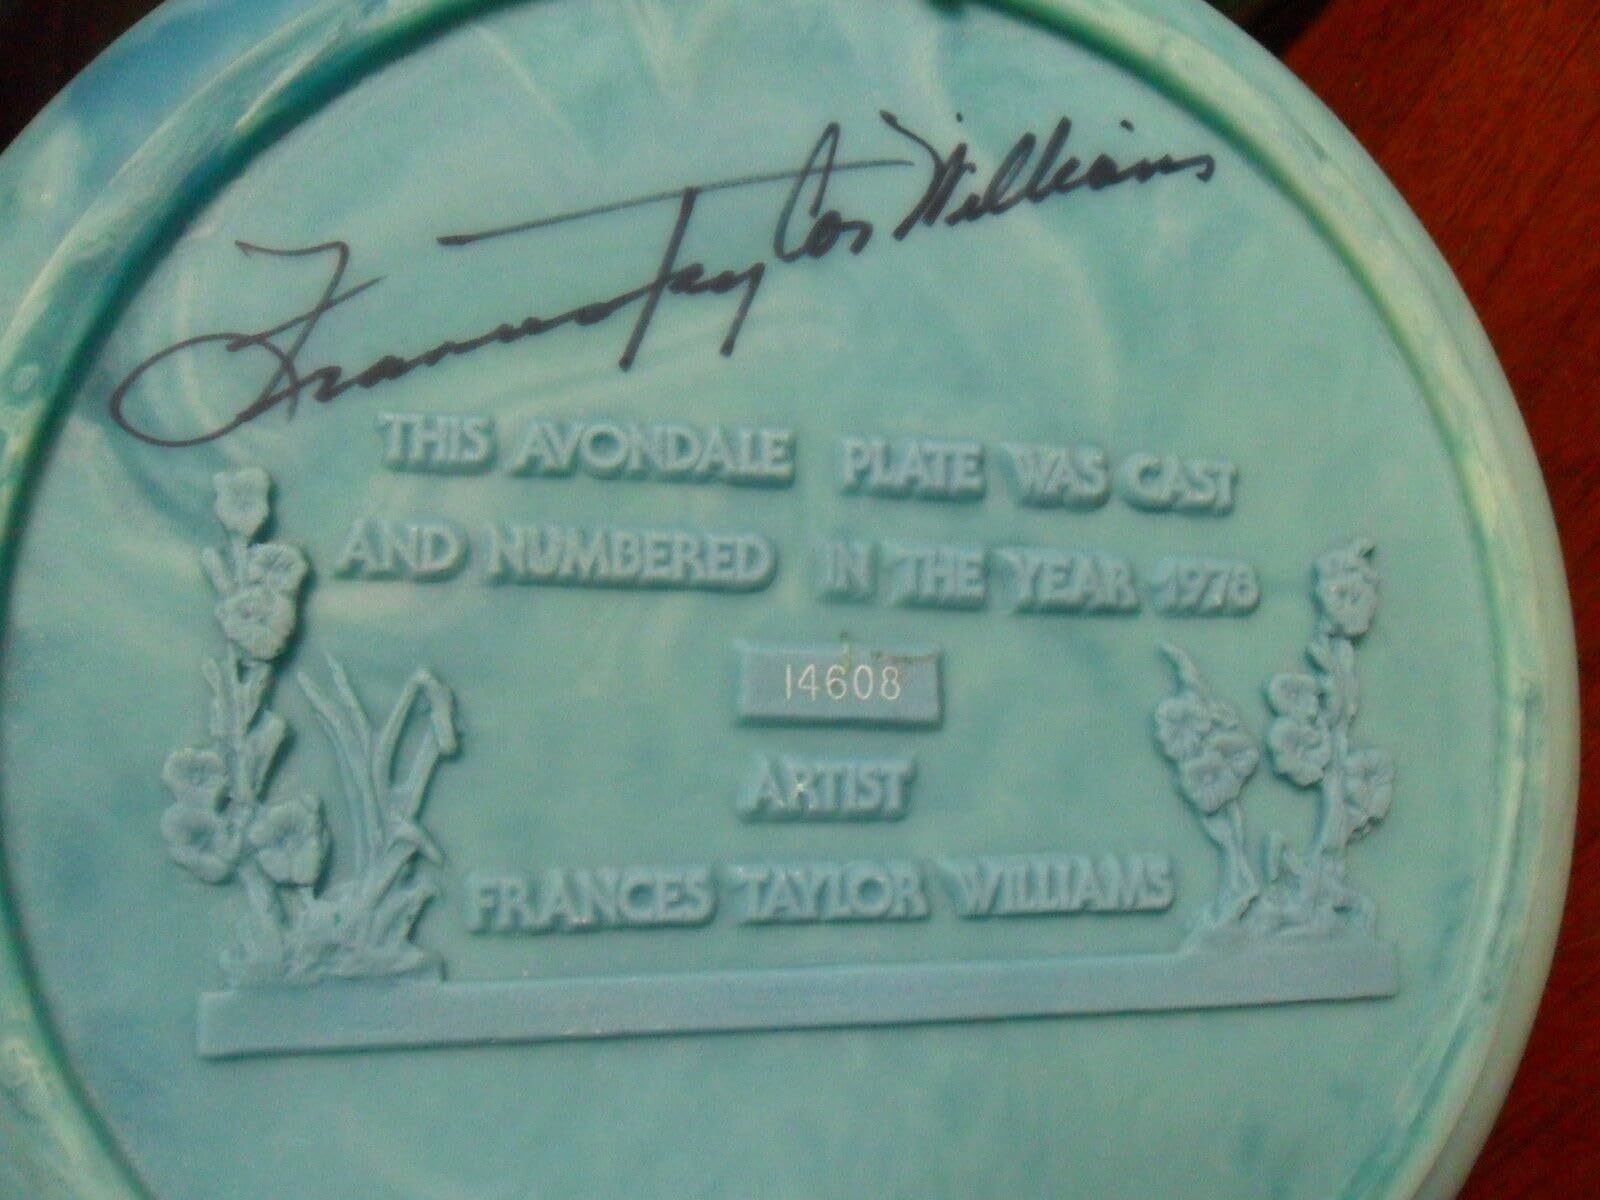 Frances Taylor Williams
THIS AVONDALE PLATE WAS CAST
AND NUMBERED IN THE YEAR 1978
14608
ARTIST
FRANCES TAYLOR WILLIAMS